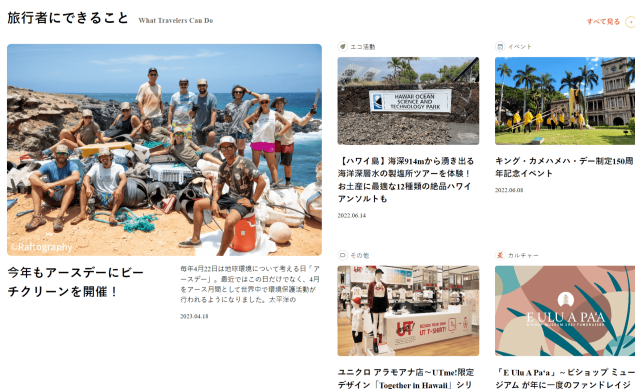 旅行者にできること What Travelers Can Do
すべて見る
©Raftography
今年もアースデーにビー
チクリーンを開催！
毎年4月22日は地球環境について考える日「ア
ースデー」。最近ではこの日だけでなく、4月
をアース月間として世界中で環境保護活動が
行われるようになりました。太平洋の
2023.04.18
エコ活動
HAWAII OCEAN
SCIENCE AND
TECHNOLOGY PARK
【ハワイ島】海深914mから湧き出る
海洋深層水の製塩所ツアーを体験！
お土産に最適な12種類の絶品ハワイ
アンソルトも
2022.06.14
イベント
キング・カメハメハ・デー制定150周
年記念イベント
2022.06.08
その他
UT
DESIGN YOUR OWN
UT T-SHIRT!
ユニクロ アラモアナ店～UTme!限定
デザイン「Together in Hawaii」シリ
カルチャー
E ULU A PAʻA
「E Ulu A Paʻa」～ビショップ ミュー
ジアム が年に一度のファンドレイジ